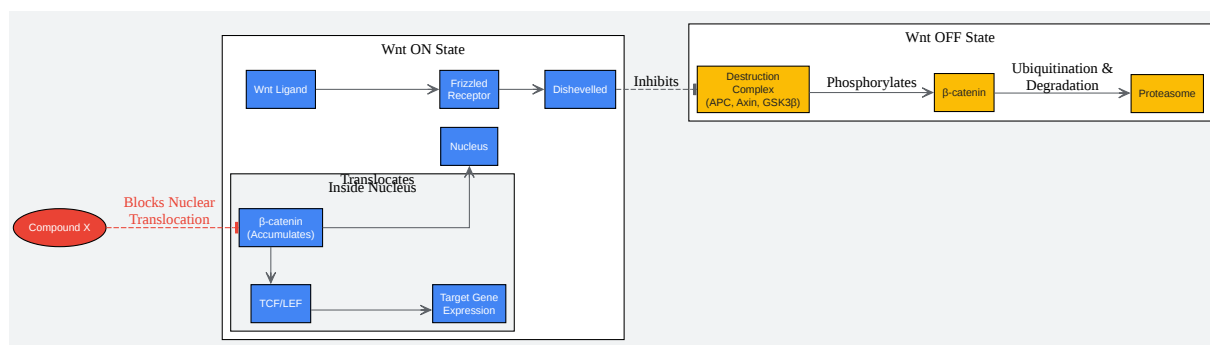 Wnt ON State
Wnt Ligand
Frizzled
Receptor
Dishevelled
Inhibits
Wnt OFF State
Destruction
Complex
(APC, Axin, GSK3β)
Phosphorylates
β-catenin
Ubiquitination &
Degradation
Proteasome
Nucleus
Translocates
Inside Nucleus
Compound X
Blocks Nuclear
Translocation
β-catenin
(Accumulates)
TCF/LEF
Target Gene
Expression